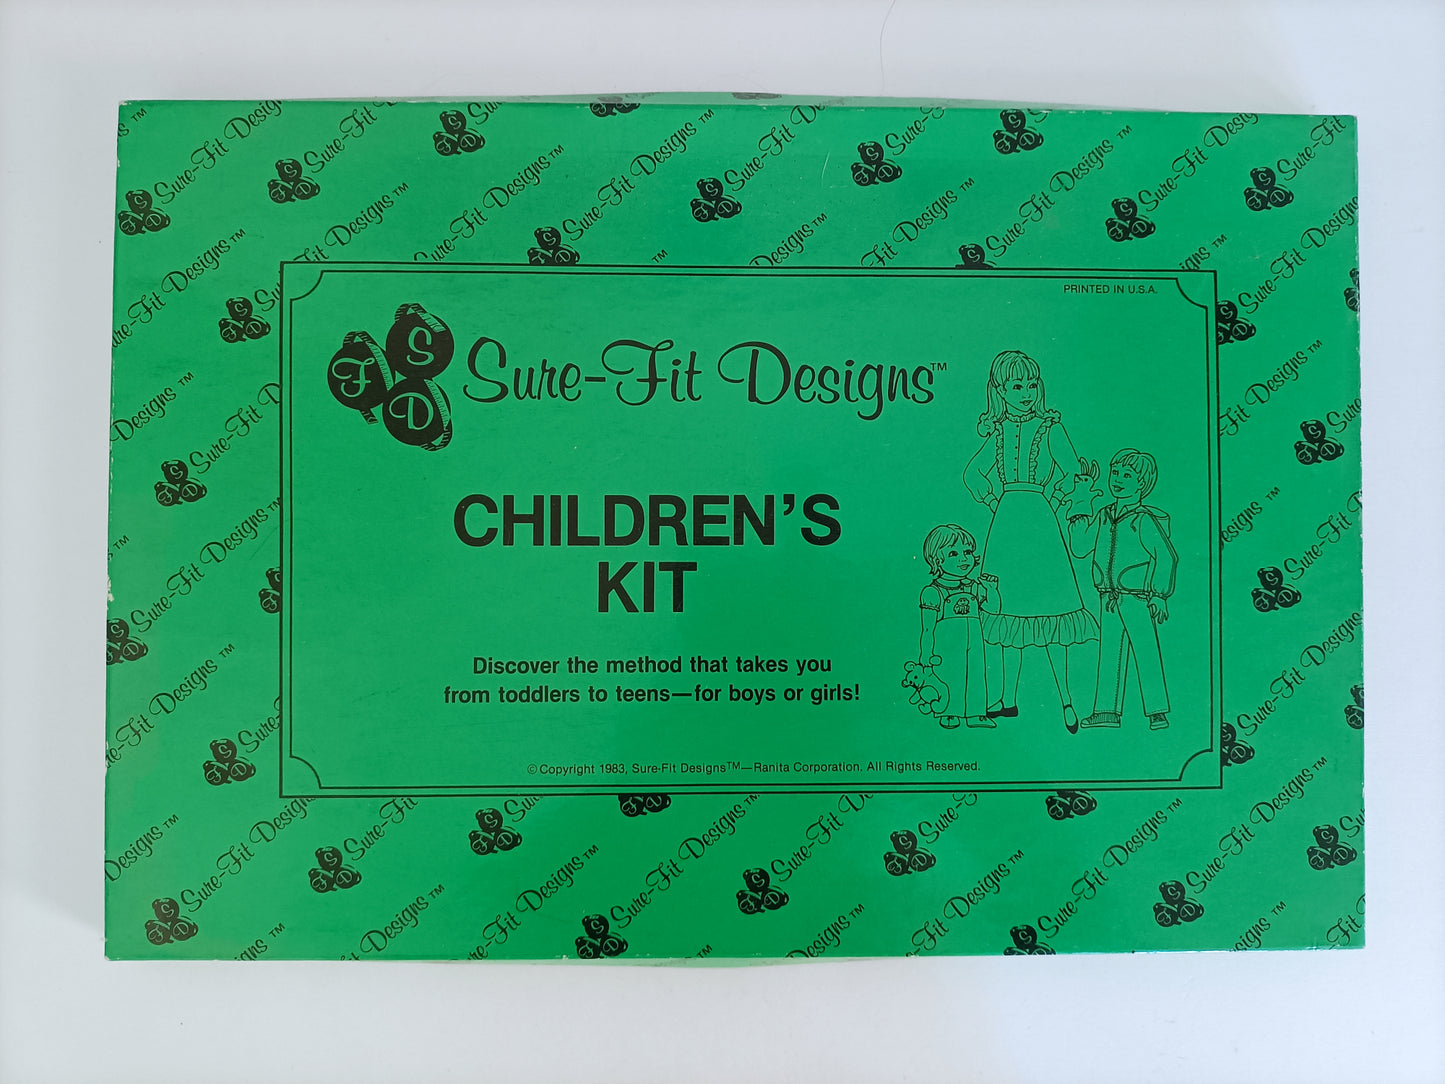 PRINTED IN U.S.A.
S
F
D
Sure-Fit Designs™
CHILDREN'S
KIT
Discover the method that takes you
from toddlers to teens—for boys or girls!
© Copyright 1983, Sure-Fit Designs™—Ranita Corporation. All Rights Reserved.